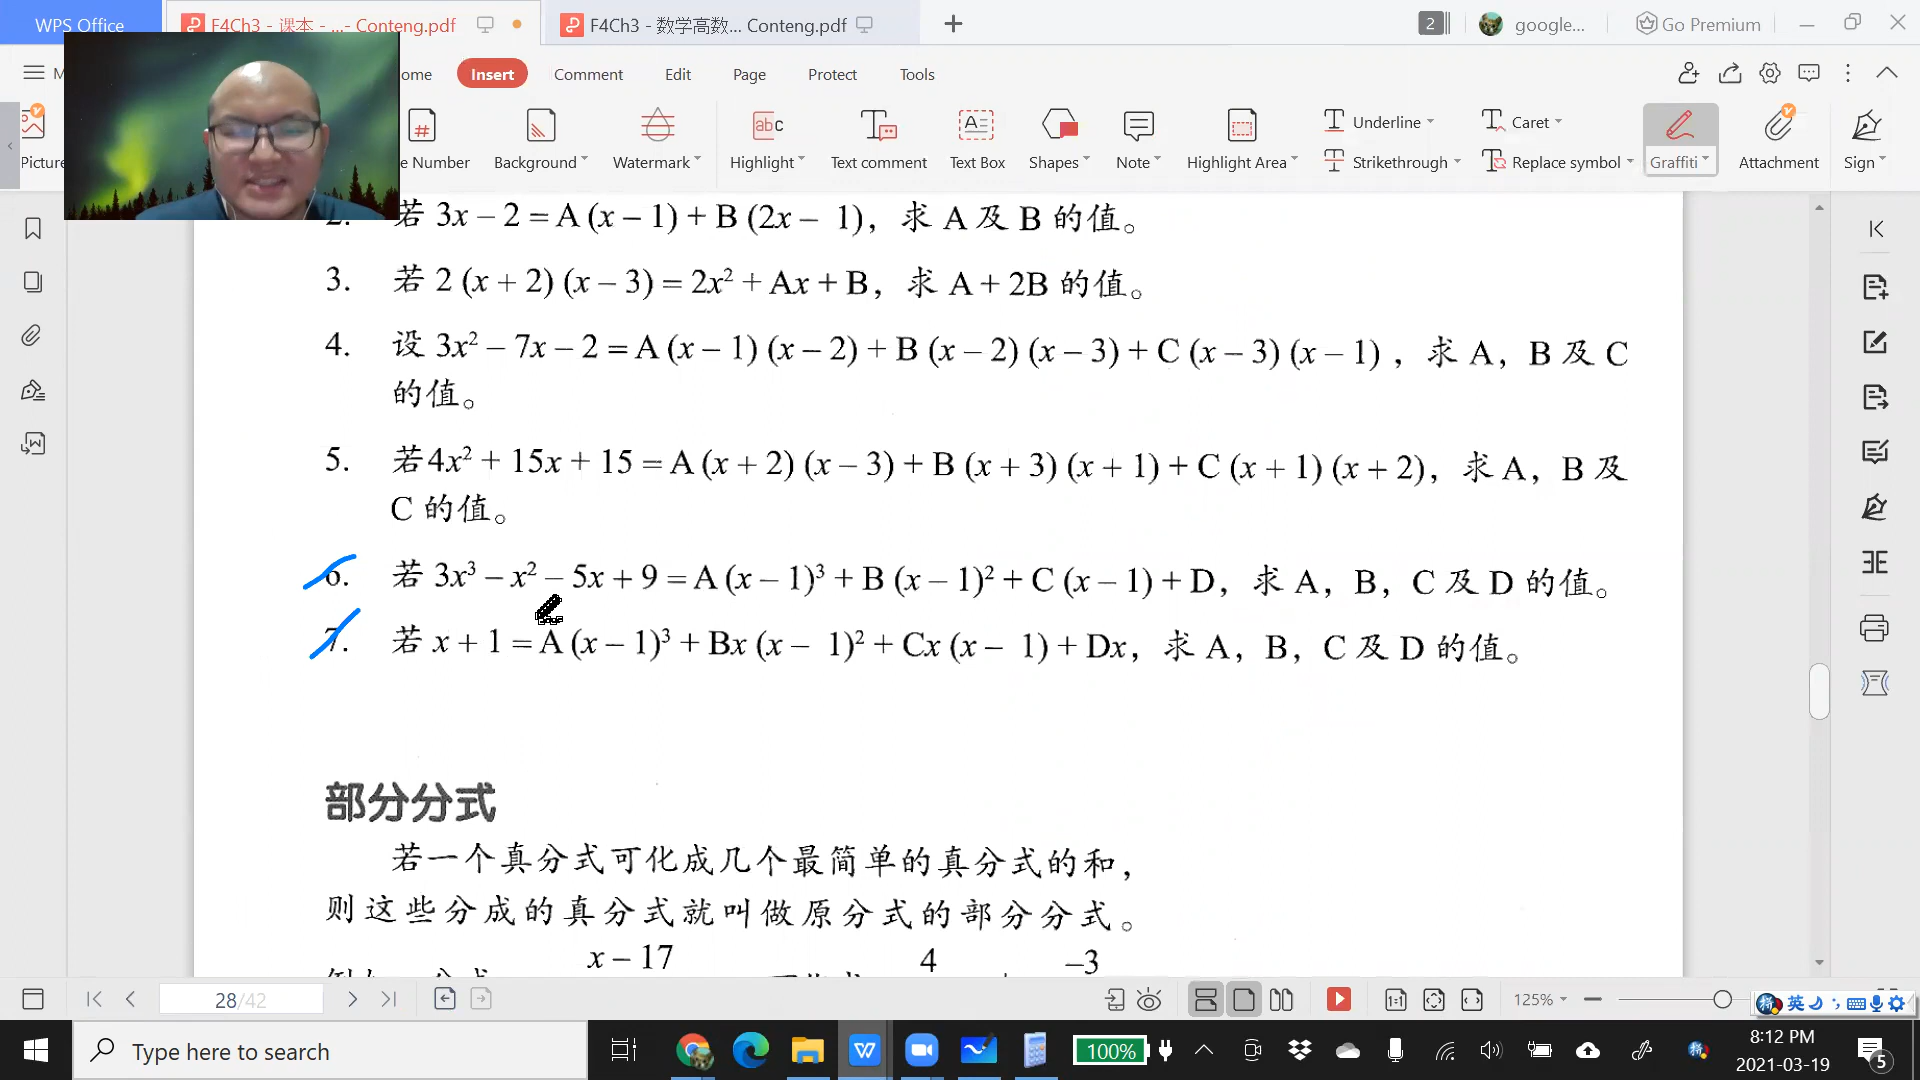 WPS Office
F4Ch3 - 课本 - ...- Conteng.pdf
F4Ch3 - 数学高数... Conteng.pdf
2
google...
Go Premium
ome
Insert
Comment
Edit
Page
Protect
Tools
Picture
e Number
Background
Watermark
Highlight
Text comment
Text Box
Shapes
Note
Highlight Area
Underline
Strikethrough
Caret
Replace symbol
Graffiti
Attachment
Sign
2. 若 3x – 2 = A (x – 1) + B (2x – 1)，求 A 及 B 的值。
3. 若 2 (x + 2) (x – 3) = 2x² + Ax + B，求 A + 2B 的值。
4. 设 3x² – 7x – 2 = A (x – 1) (x – 2) + B (x – 2) (x – 3) + C (x – 3) (x – 1)，求 A，B 及 C
的值。
5. 若4x² + 15x + 15 = A (x + 2) (x – 3) + B (x + 3) (x + 1) + C (x + 1) (x + 2)，求 A，B 及
C 的值。
6. 若 3x³ – x² – 5x + 9 = A (x – 1)³ + B (x – 1)² + C (x – 1) + D，求 A，B，C 及 D 的值。
7. 若 x + 1 = A (x – 1)³ + Bx (x – 1)² + Cx (x – 1) + Dx，求 A，B，C 及 D 的值。
部分分式
若一个真分式可化成几个最简单的真分式的和，
则这些分成的真分式就叫做原分式的部分分式。
x – 17 4 –3
28/42
125%
英
Type here to search
100%
8:12 PM
2021-03-19
5